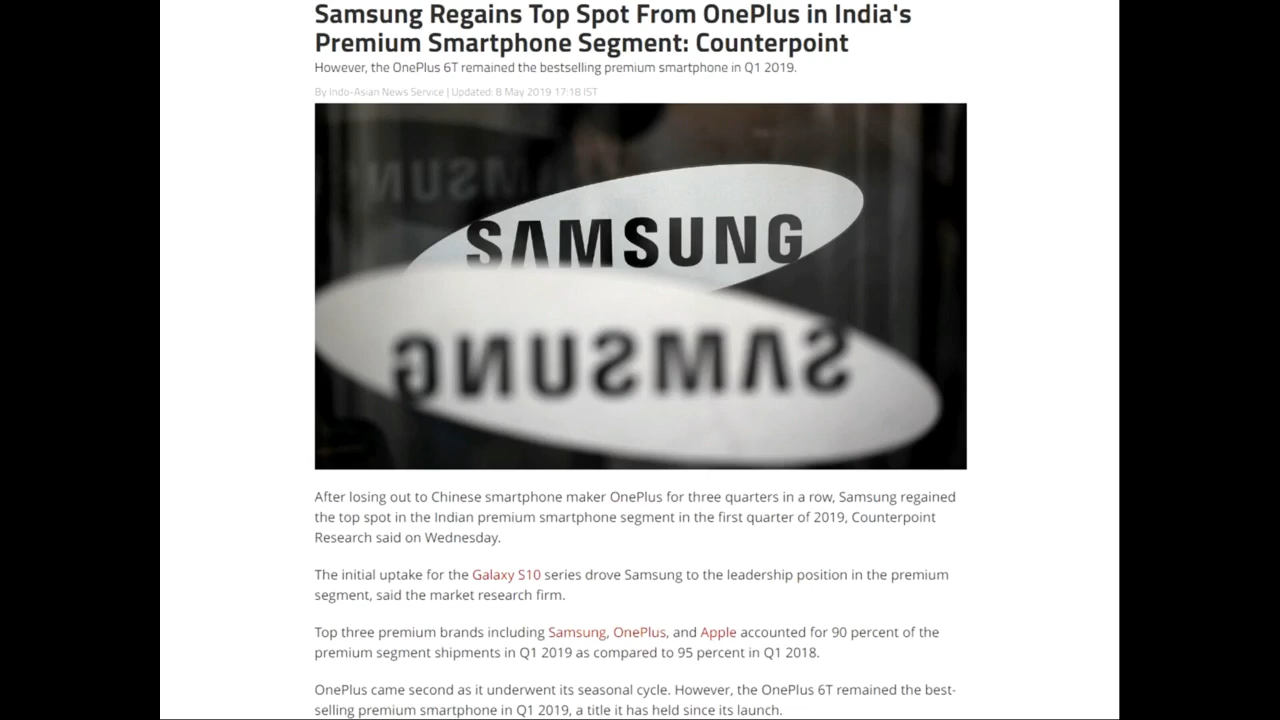 Samsung Regains Top Spot From OnePlus in India's
Premium Smartphone Segment: Counterpoint
However, the OnePlus 6T remained the bestselling premium smartphone in Q1 2019.
By Indo-Asian News Service | Updated: 8 May 2019 17:18 IST
SAMSUNG
SAMSUNG
SAMSUNG
After losing out to Chinese smartphone maker OnePlus for three quarters in a row, Samsung regained
the top spot in the Indian premium smartphone segment in the first quarter of 2019, Counterpoint
Research said on Wednesday.
The initial uptake for the Galaxy S10 series drove Samsung to the leadership position in the premium
segment, said the market research firm.
Top three premium brands including Samsung, OnePlus, and Apple accounted for 90 percent of the
premium segment shipments in Q1 2019 as compared to 95 percent in Q1 2018.
OnePlus came second as it underwent its seasonal cycle. However, the OnePlus 6T remained the best-
selling premium smartphone in Q1 2019, a title it has held since its launch.